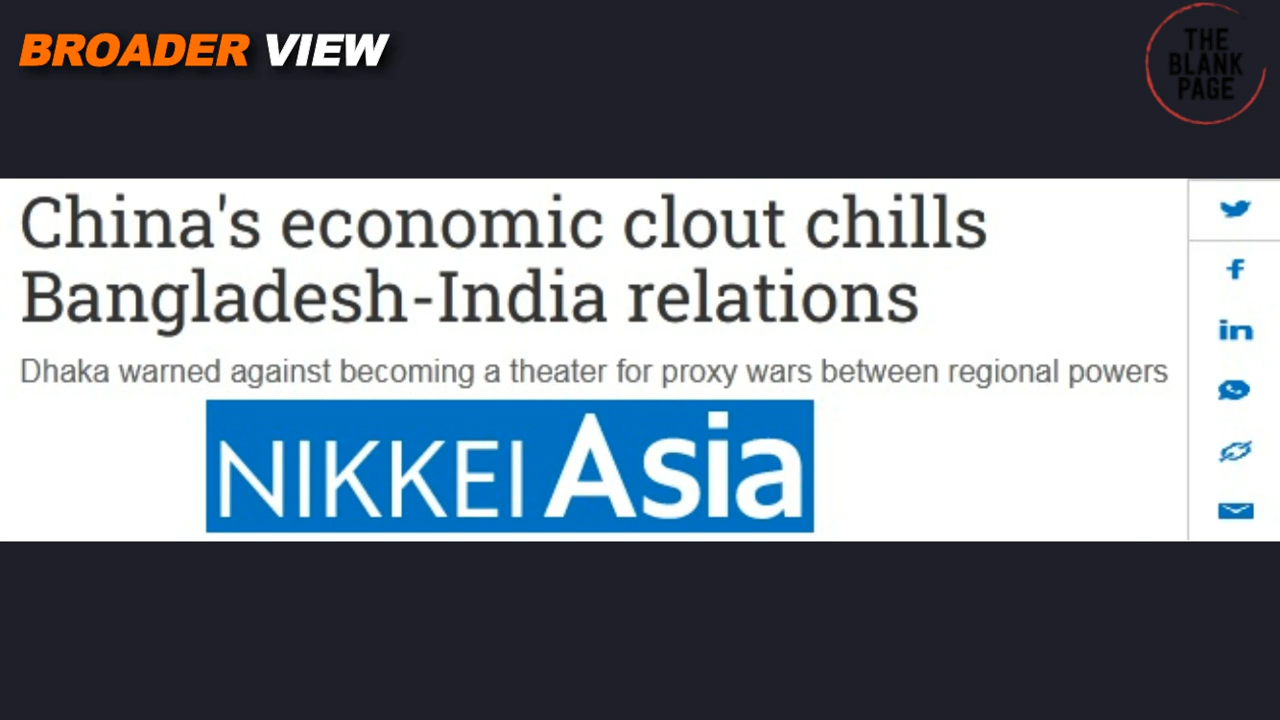 BROADER VIEW
THE
BLANK
PAGE
China's economic clout chills
Bangladesh-India relations
Dhaka warned against becoming a theater for proxy wars between regional powers
NIKKEI Asia